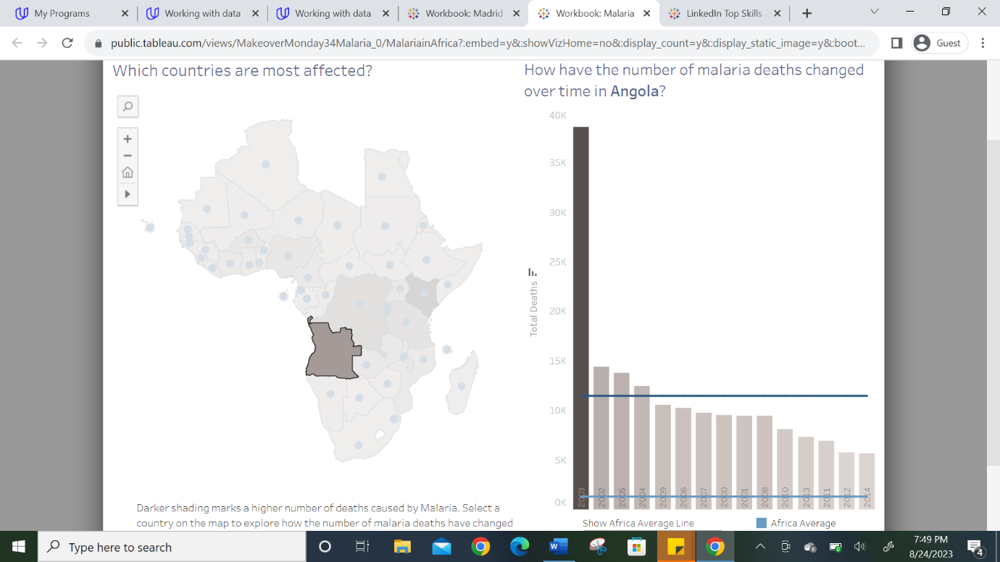 My Programs
Working with data
Working with data
Workbook: Madrid
Workbook: Malaria
LinkedIn Top Skills
public.tableau.com/views/MakeoverMonday34Malaria_0/MalariainAfrica?:embed=y&:showVizHome=no&:display_count=y&:display_static_image=y&:boot...
Guest
Which countries are most affected?
How have the number of malaria deaths changed
over time in Angola?
40K
35K
30K
25K
20K
15K
10K
5K
0K
Total Deaths
2003
2002
2005
2004
2009
2006
2007
2000
2001
2008
2010
2013
2011
2012
2014
Darker shading marks a higher number of deaths caused by Malaria. Select a
country on the map to explore how the number of malaria deaths have changed
Show Africa Average Line
Africa Average
Type here to search
7:49 PM
8/24/2023
4